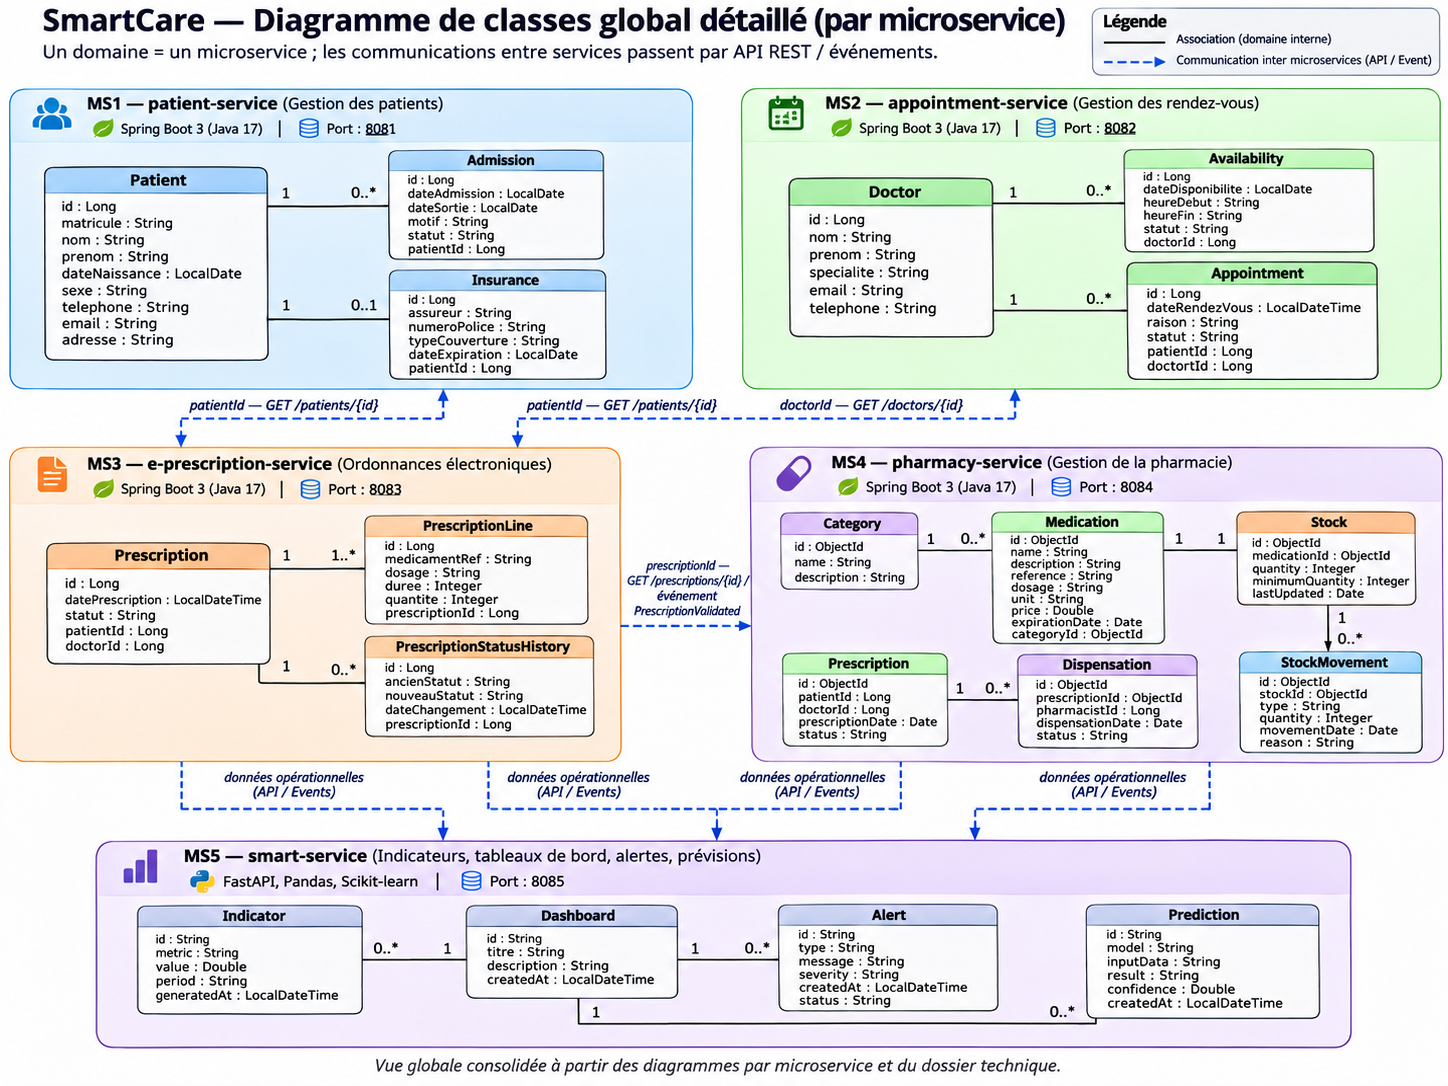 SmartCare — Diagramme de classes global détaillé (par microservice)
Un domaine = un microservice ; les communications entre services passent par API REST / événements.
Légende
Association (domaine interne)
Communication inter microservices (API / Event)
MS1 — patient-service (Gestion des patients)
Spring Boot 3 (Java 17) | Port : 8081
Patient
id : Long
matricule : String
nom : String
prenom : String
dateNaissance : LocalDate
sexe : String
telephone : String
email : String
adresse : String
1 0..*
1 0..1
Admission
id : Long
dateAdmission : LocalDate
dateSortie : LocalDate
motif : String
statut : String
patientId : Long
Insurance
id : Long
assureur : String
numeroPolice : String
typeCouverture : String
dateExpiration : LocalDate
patientId : Long
MS2 — appointment-service (Gestion des rendez-vous)
Spring Boot 3 (Java 17) | Port : 8082
Doctor
id : Long
nom : String
prenom : String
specialite : String
email : String
telephone : String
1 0..*
1 0..*
Availability
id : Long
dateDisponibilite : LocalDate
heureDebut : String
heureFin : String
statut : String
doctorId : Long
Appointment
id : Long
dateRendezVous : LocalDateTime
raison : String
statut : String
patientId : Long
doctortId : Long
patientId — GET /patients/{id}
patientId — GET /patients/{id}
doctorId — GET /doctors/{id}
MS3 — e-prescription-service (Ordonnances électroniques)
Spring Boot 3 (Java 17) | Port : 8083
Prescription
id : Long
datePrescription : LocalDateTime
statut : String
patientId : Long
doctorId : Long
1 1..*
1 0..*
PrescriptionLine
id : Long
medicamentRef : String
dosage : String
duree : Integer
quantite : Integer
prescriptionId : Long
PrescriptionStatusHistory
id : Long
ancienStatut : String
nouveauStatut : String
dateChangement : LocalDateTime
prescriptionId : Long
prescriptionId —
GET /prescriptions/{id} /
événement
PrescriptionValidated
MS4 — pharmacy-service (Gestion de la pharmacie)
Spring Boot 3 (Java 17) | Port : 8084
Category
id : ObjectId
name : String
description : String
1 0..*
Medication
id : ObjectId
name : String
description : String
reference : String
dosage : String
unit : String
price : Double
expirationDate : Date
categoryId : ObjectId
1 1
Stock
id : ObjectId
medicationId : ObjectId
quantity : Integer
minimumQuantity : Integer
lastUpdated : Date
1
0..*
Prescription
id : ObjectId
patientId : Long
doctorId : Long
prescriptionDate : Date
status : String
1 0..*
Dispensation
id : ObjectId
prescriptionId : ObjectId
pharmacistId : Long
dispensationDate : Date
status : String
StockMovement
id : ObjectId
stockId : ObjectId
type : String
quantity : Integer
movementDate : Date
reason : String
données opérationnelles
(API / Events)
données opérationnelles
(API / Events)
données opérationnelles
(API / Events)
données opérationnelles
(API / Events)
MS5 — smart-service (Indicateurs, tableaux de bord, alertes, prévisions)
FastAPI, Pandas, Scikit-learn | Port : 8085
Indicator
id : String
metric : String
value : Double
period : String
generatedAt : LocalDateTime
0..* 1
Dashboard
id : String
titre : String
description : String
createdAt : LocalDateTime
1 0..*
Alert
id : String
type : String
message : String
severity : String
createdAt : LocalDateTime
status : String
Prediction
id : String
model : String
inputData : String
result : String
confidence : Double
createdAt : LocalDateTime
1 0..*
Vue globale consolidée à partir des diagrammes par microservice et du dossier technique.